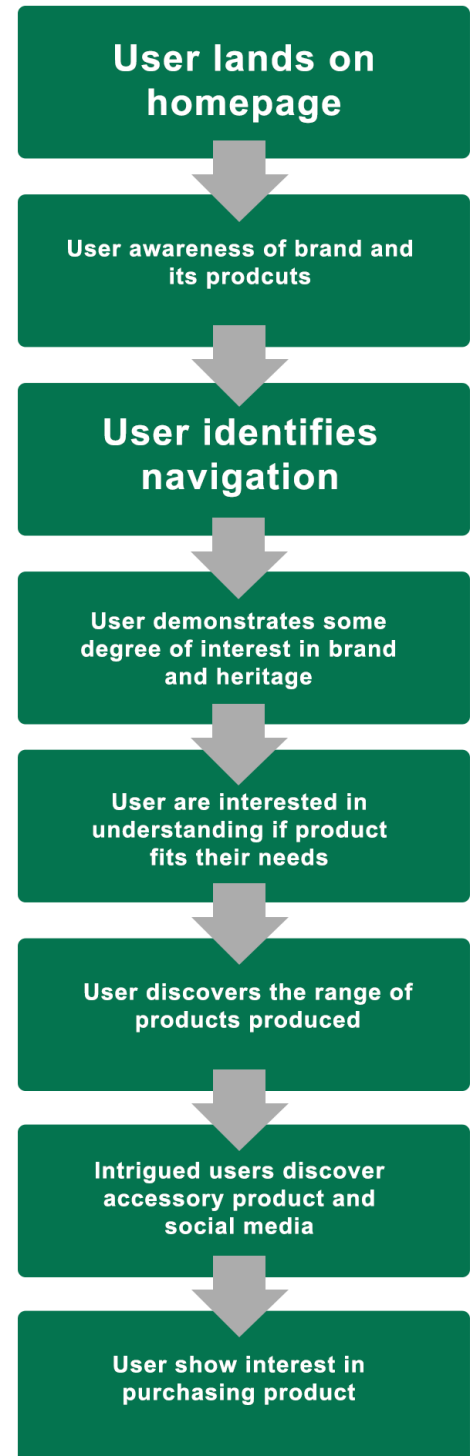 User lands on
homepage
User awareness of brand and
its prodcuts
User identifies
navigation
User demonstrates some
degree of interest in brand
and heritage
User are interested in
understanding if product
fits their needs
User discovers the range of
products produced
Intrigued users discover
accessory product and
social media
User show interest in
purchasing product